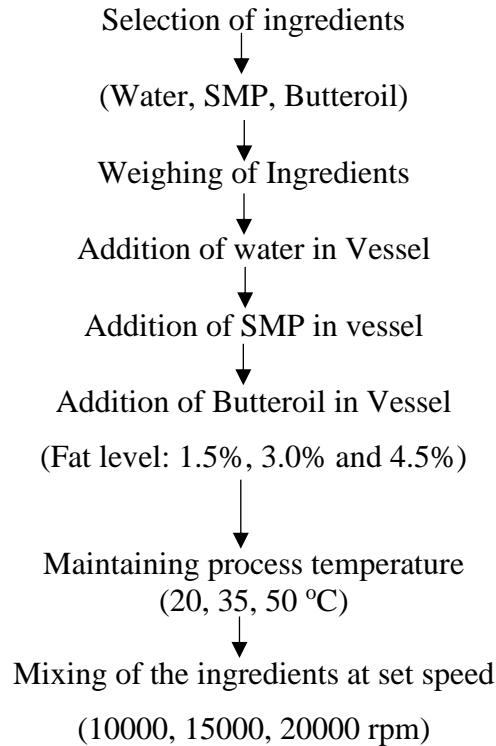 Selection of ingredients
(Water, SMP, Butteroil)
Weighing of Ingredients
Addition of water in Vessel
Addition of SMP in vessel
Addition of Butteroil in Vessel
(Fat level: 1.5%, 3.0% and 4.5%)
Maintaining process temperature
(20, 35, 50 ºC)
Mixing of the ingredients at set speed
(10000, 15000, 20000 rpm)